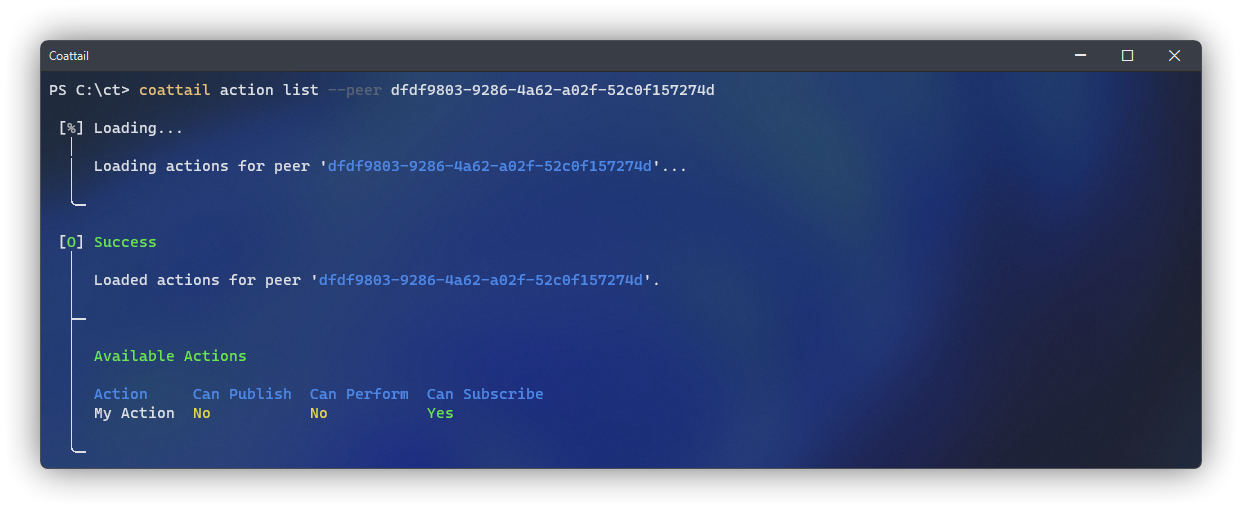 Coattail
PS C:\ct> coattail action list --peer dfdf9803-9286-4a62-a02f-52c0f157274d
[%] Loading...
Loading actions for peer 'dfdf9803-9286-4a62-a02f-52c0f157274d'...
[O] Success
Loaded actions for peer 'dfdf9803-9286-4a62-a02f-52c0f157274d'.
Available Actions
Action Can Publish Can Perform Can Subscribe
My Action No No Yes